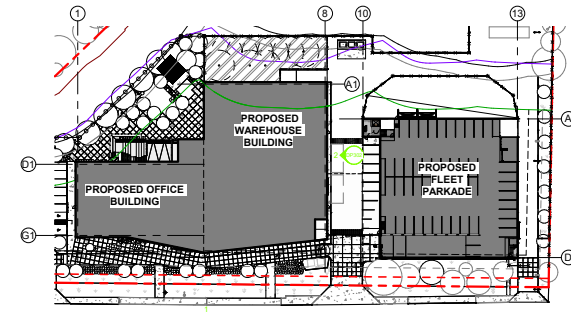 1
8
10
13
A1
A
PROPOSED
WAREHOUSE
BUILDING
PROPOSED
FLEET
PARKADE
D1
PROPOSED OFFICE
BUILDING
G1
D